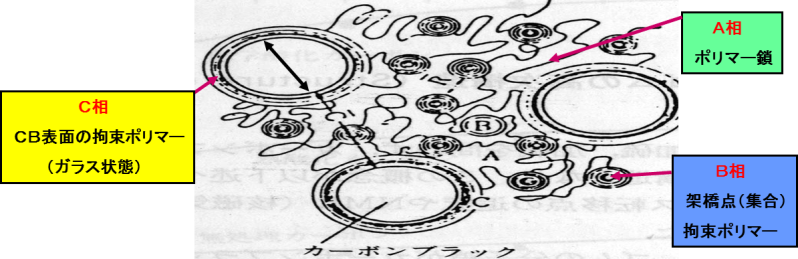 A相
ポリマー鎖
C相
CB表面の拘束ポリマー
（ガラス状態）
B
A
C
B相
架橋点（集合）
拘束ポリマー
カーボンブラック